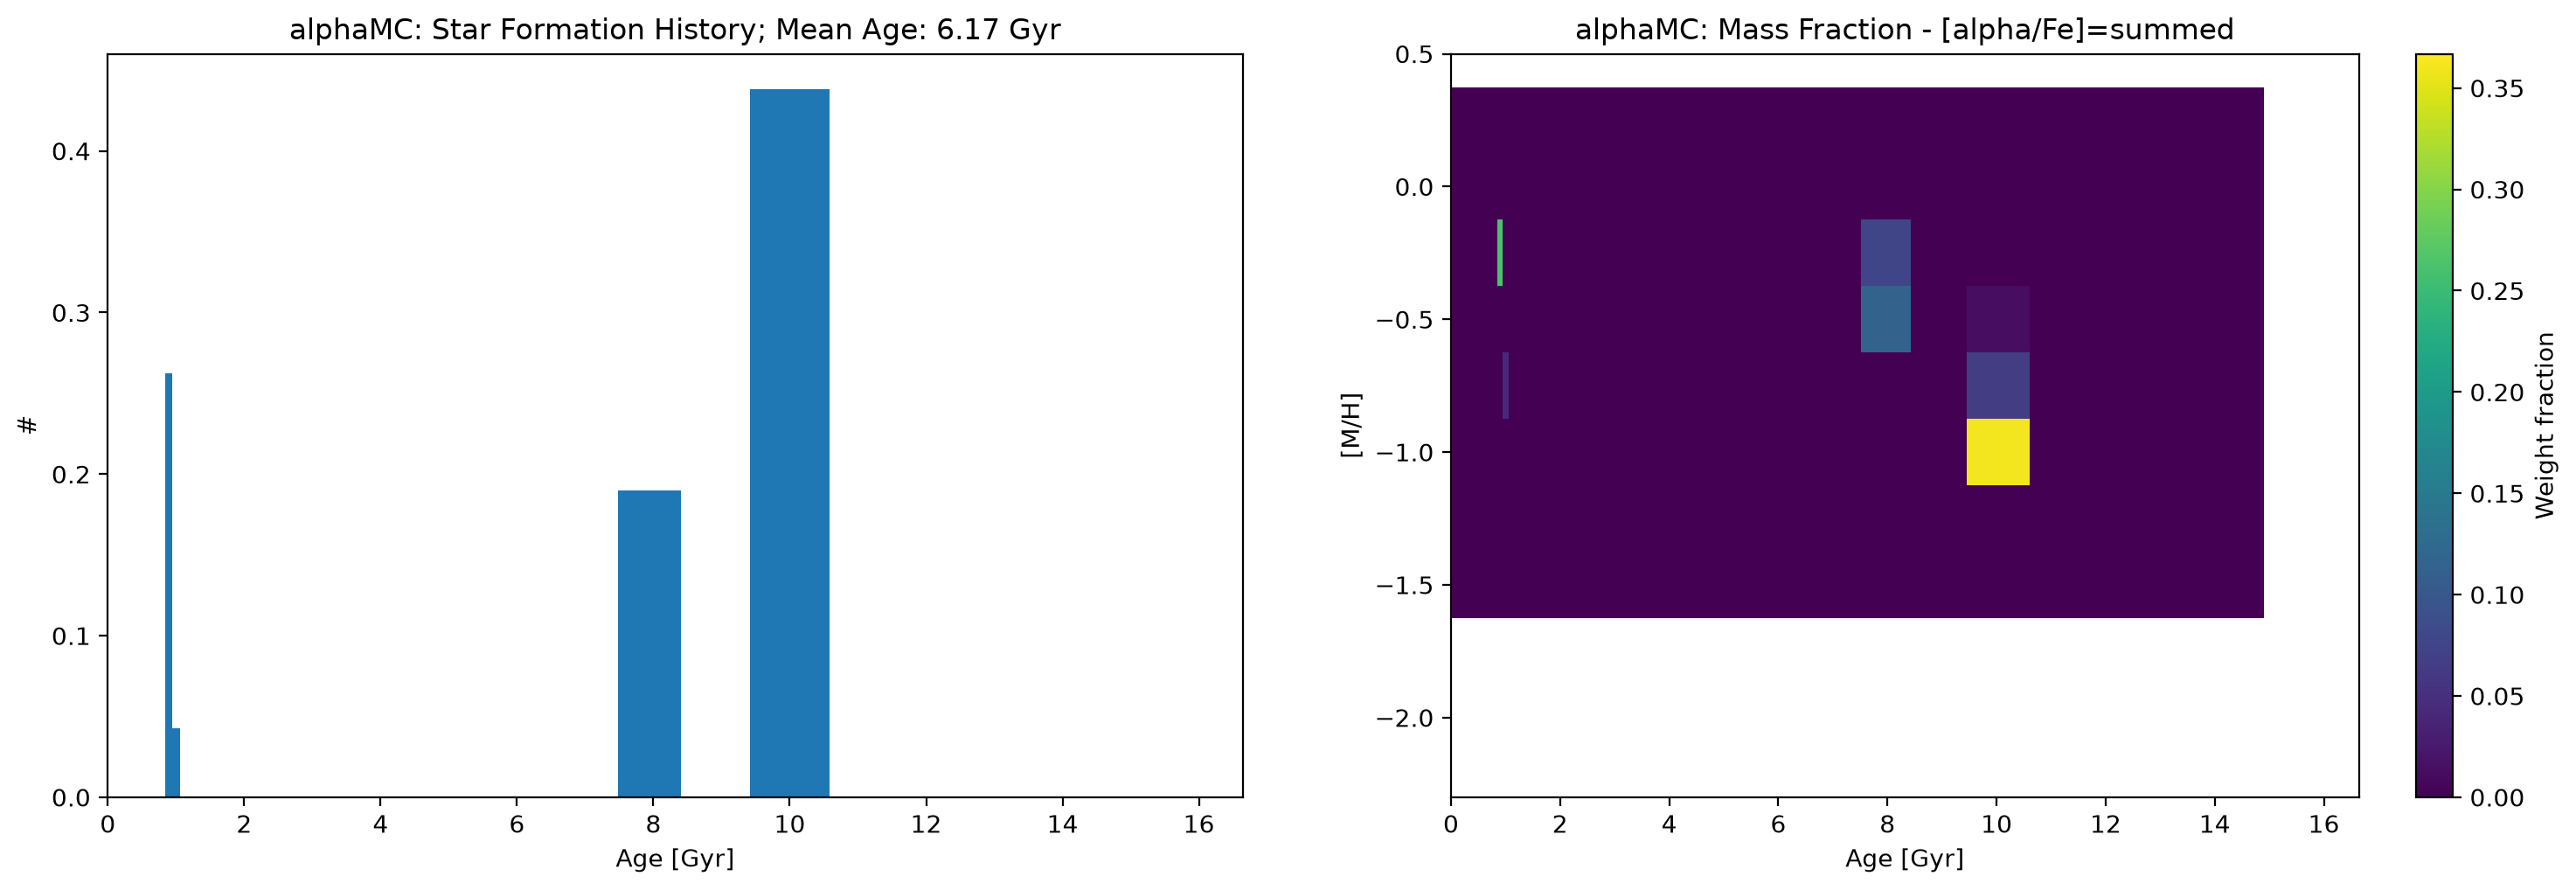 alphaMC: Star Formation History; Mean Age: 6.17 Gyr
#
0.4
0.3
0.2
0.1
0.0
0 2 4 6 8 10 12 14 16
Age [Gyr]
alphaMC: Mass Fraction - [alpha/Fe]=summed
[M/H]
0.5
0.0
−0.5
−1.0
−1.5
−2.0
0 2 4 6 8 10 12 14 16
Age [Gyr]
0.35
0.30
0.25
0.20
0.15
0.10
0.05
0.00
Weight fraction